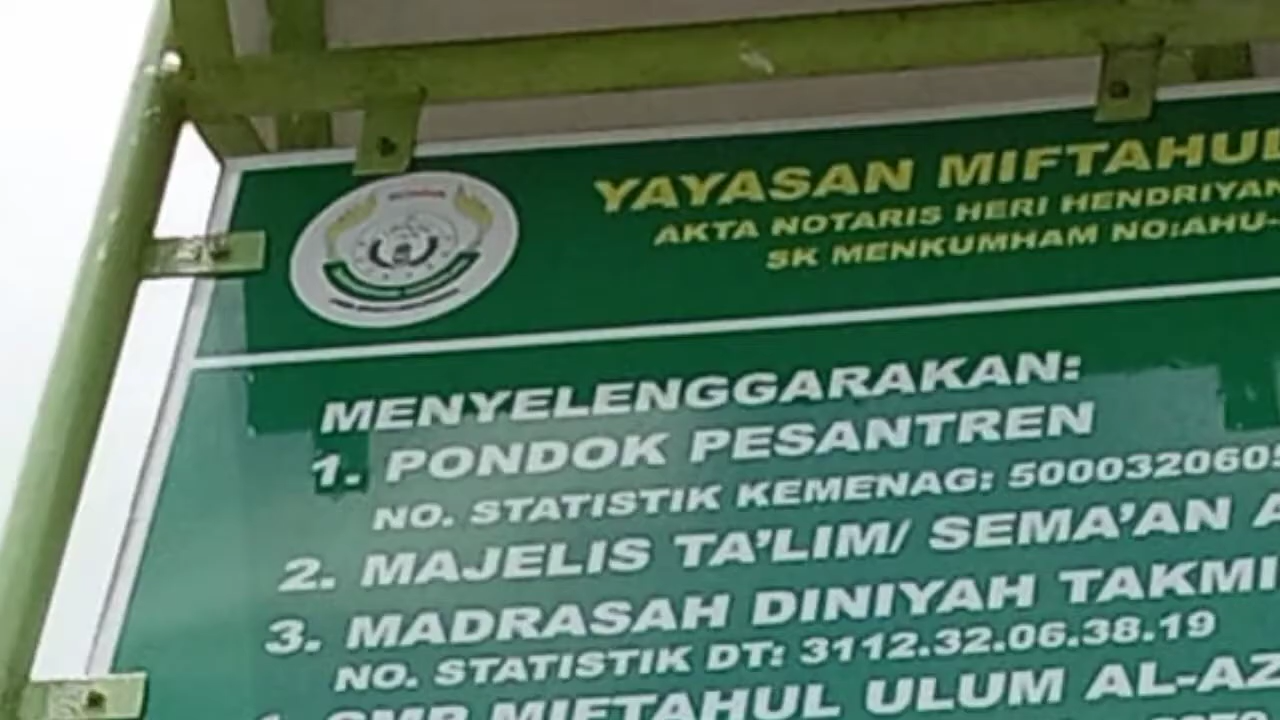 YAYASAN MIFTAHUL
AKTA NOTARIS HERI HENDRIYAN
SK MENKUMHAM NO:AHU-
MENYELENGGARAKAN:
1. PONDOK PESANTREN
NO. STATISTIK KEMENAG: 500032060
2. MAJELIS TA'LIM/ SEMA'AN A
3. MADRASAH DINIYAH TAKMI
NO. STATISTIK DT: 3112.32.06.38.19
SMP MIFTAHUL ULUM AL-AZ